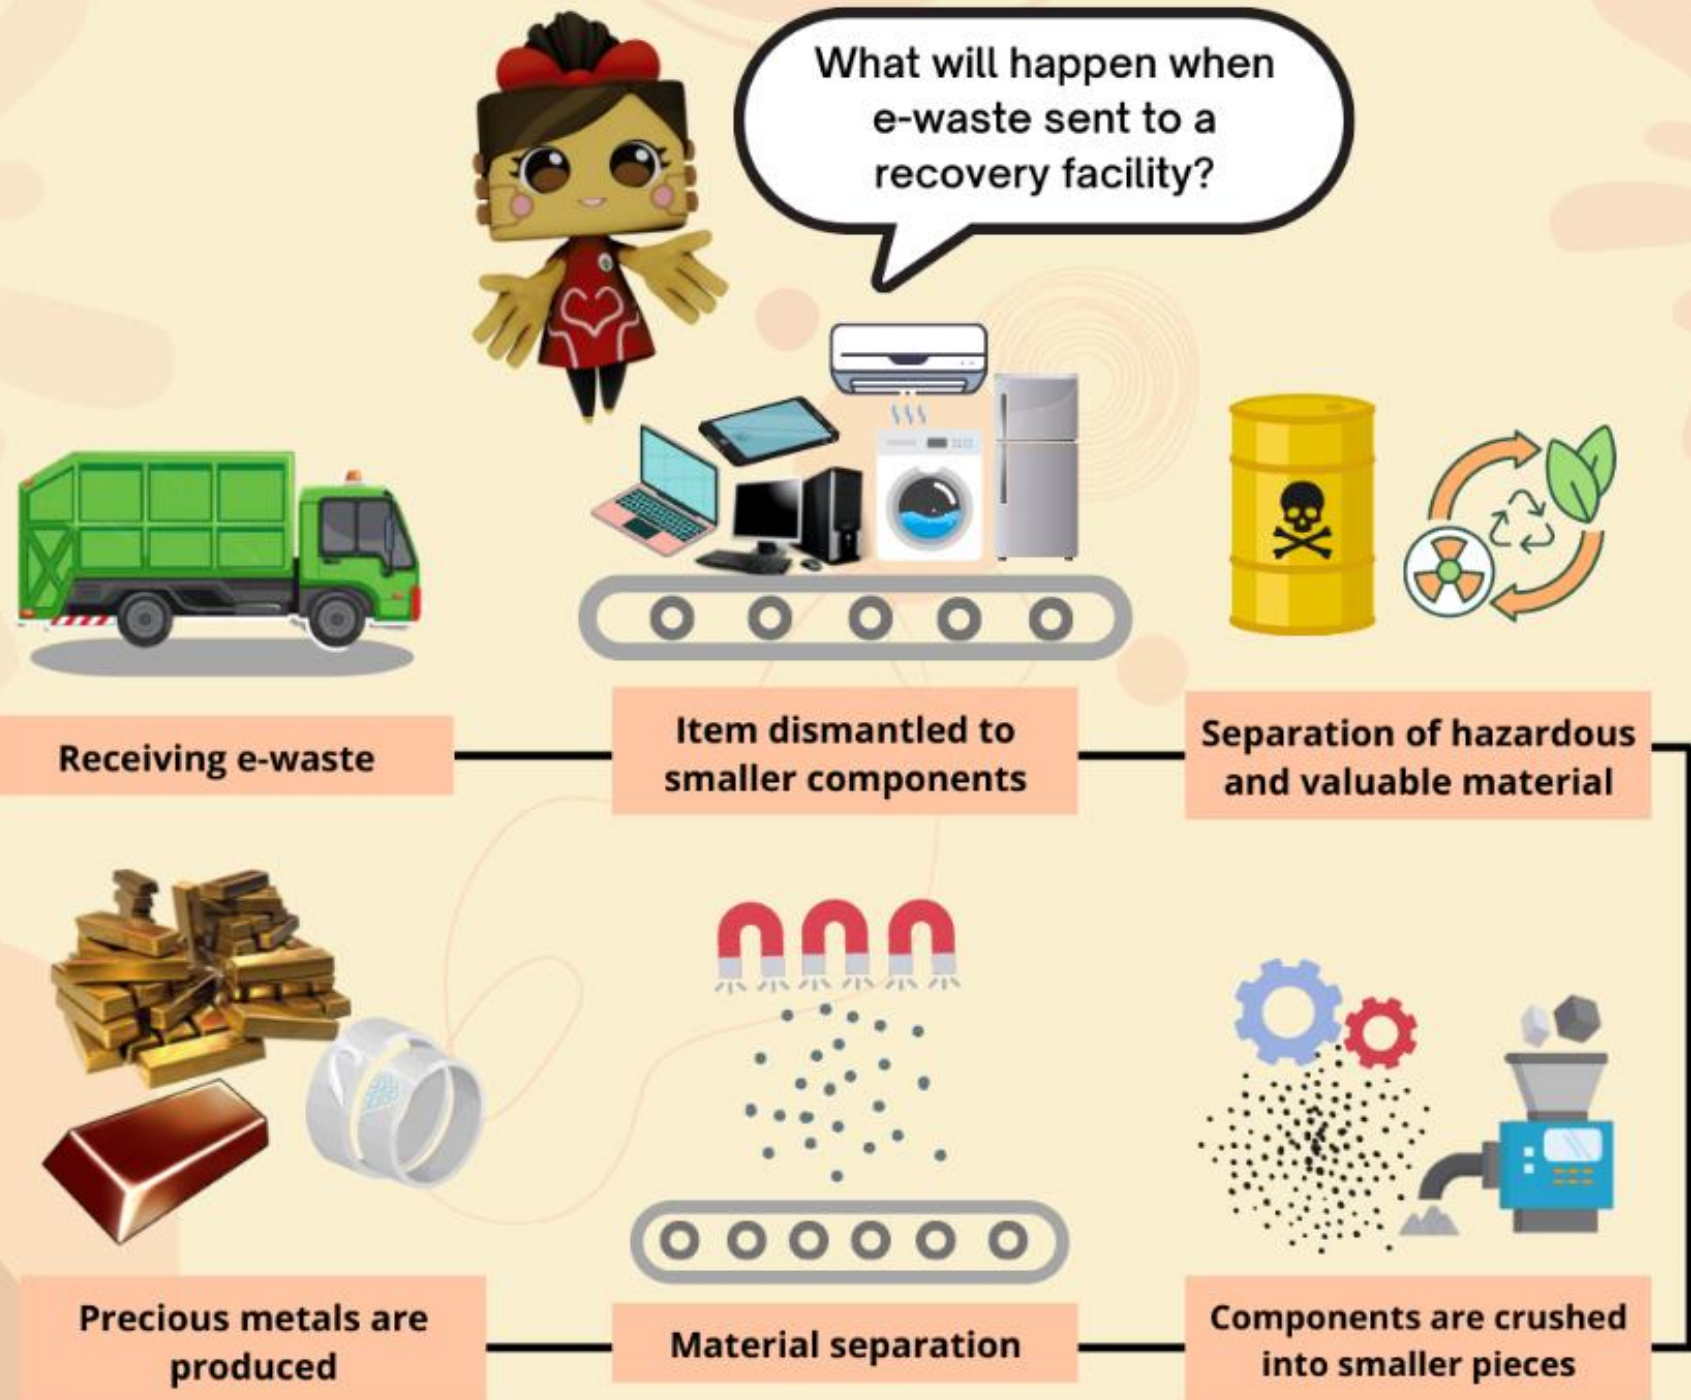 What will happen when
e-waste sent to a
recovery facility?
Receiving e-waste
Item dismantled to
smaller components
Separation of hazardous
and valuable material
Components are crushed
into smaller pieces
Material separation
Precious metals are
produced